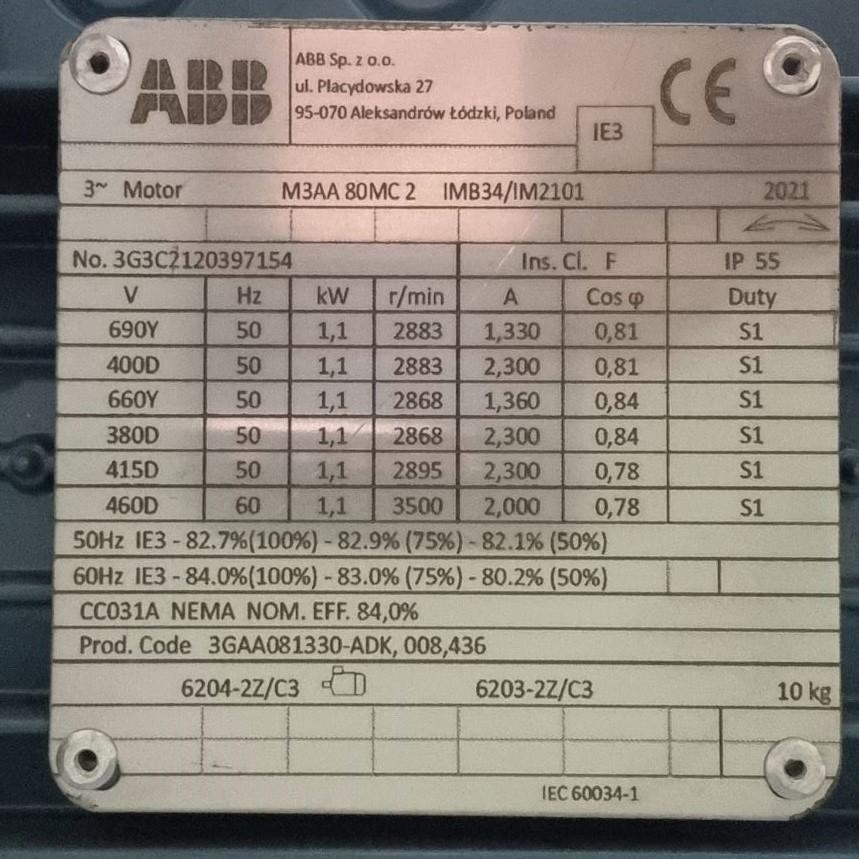 ABB
ABB Sp. z o.o.
ul. Placydowska 27
95-070 Aleksandrów Łódzki, Poland
CE
IE3
3~ Motor M3AA 80MC 2 IMB34/IM2101 2021
No. 3G3C2120397154 Ins. Cl. F IP 55
V Hz kW r/min A Cos φ Duty
690Y 50 1,1 2883 1,330 0,81 S1
400D 50 1,1 2883 2,300 0,81 S1
660Y 50 1,1 2868 1,360 0,84 S1
380D 50 1,1 2868 2,300 0,84 S1
415D 50 1,1 2895 2,300 0,78 S1
460D 60 1,1 3500 2,000 0,78 S1
50Hz IE3 - 82.7%(100%) - 82.9% (75%) - 82.1% (50%)
60Hz IE3 - 84.0%(100%) - 83.0% (75%) - 80.2% (50%)
CC031A NEMA NOM. EFF. 84,0%
Prod. Code 3GAA081330-ADK, 008,436
6204-2Z/C3 6203-2Z/C3 10 kg
IEC 60034-1